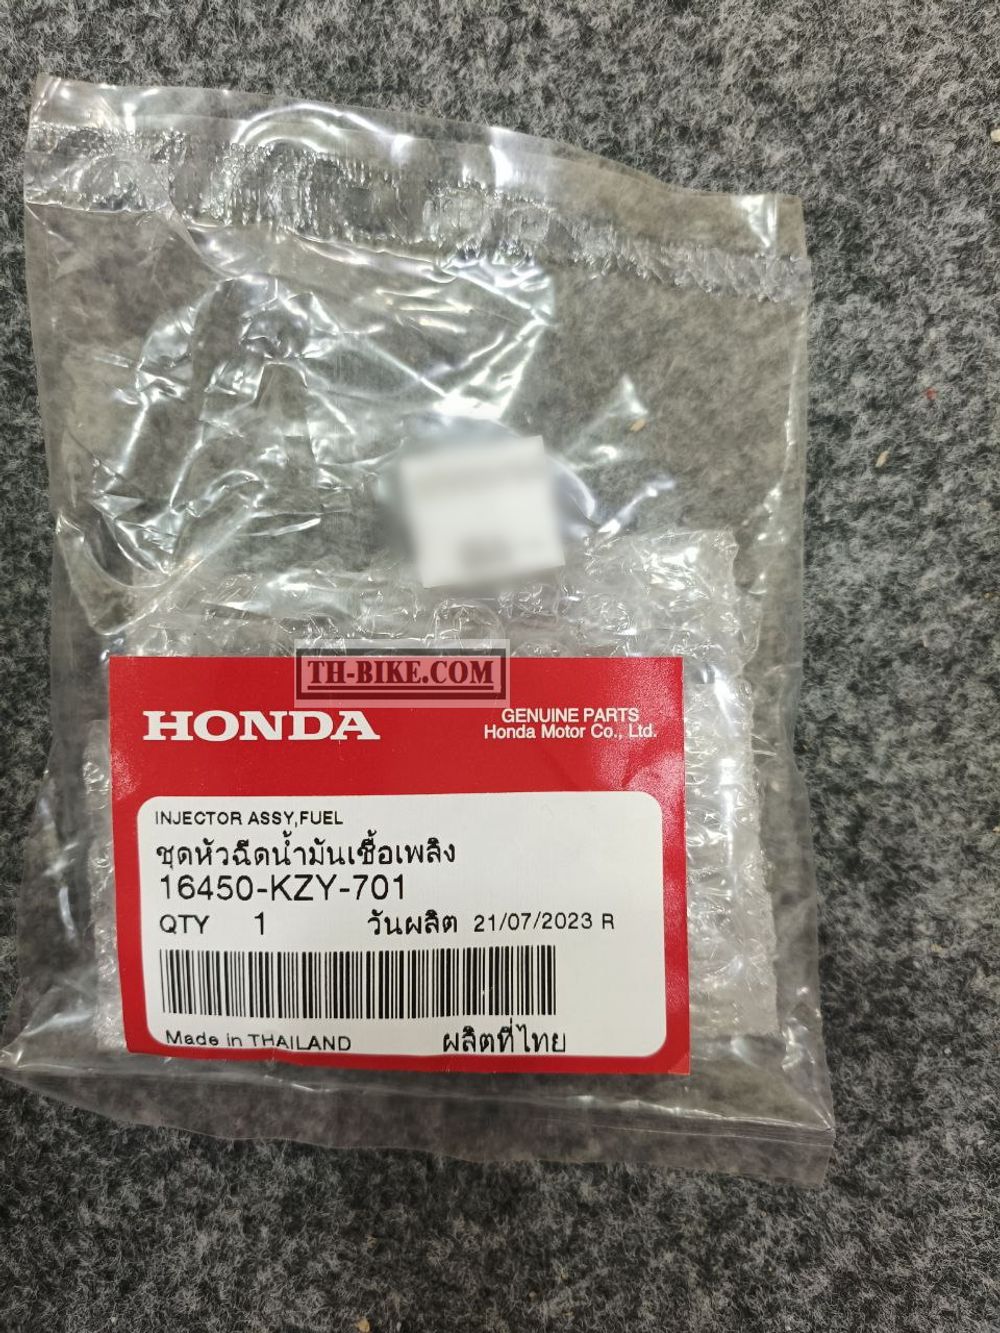 TH-BIKE.COM
HONDA
GENUINE PARTS
Honda Motor Co., Ltd.
INJECTOR ASSY,FUEL
ชุดหัวฉีดน้ำมันเชื้อเพลิง
16450-KZY-701
QTY 1 วันผลิต 21/07/2023 R
Made in THAILAND ผลิตที่ไทย